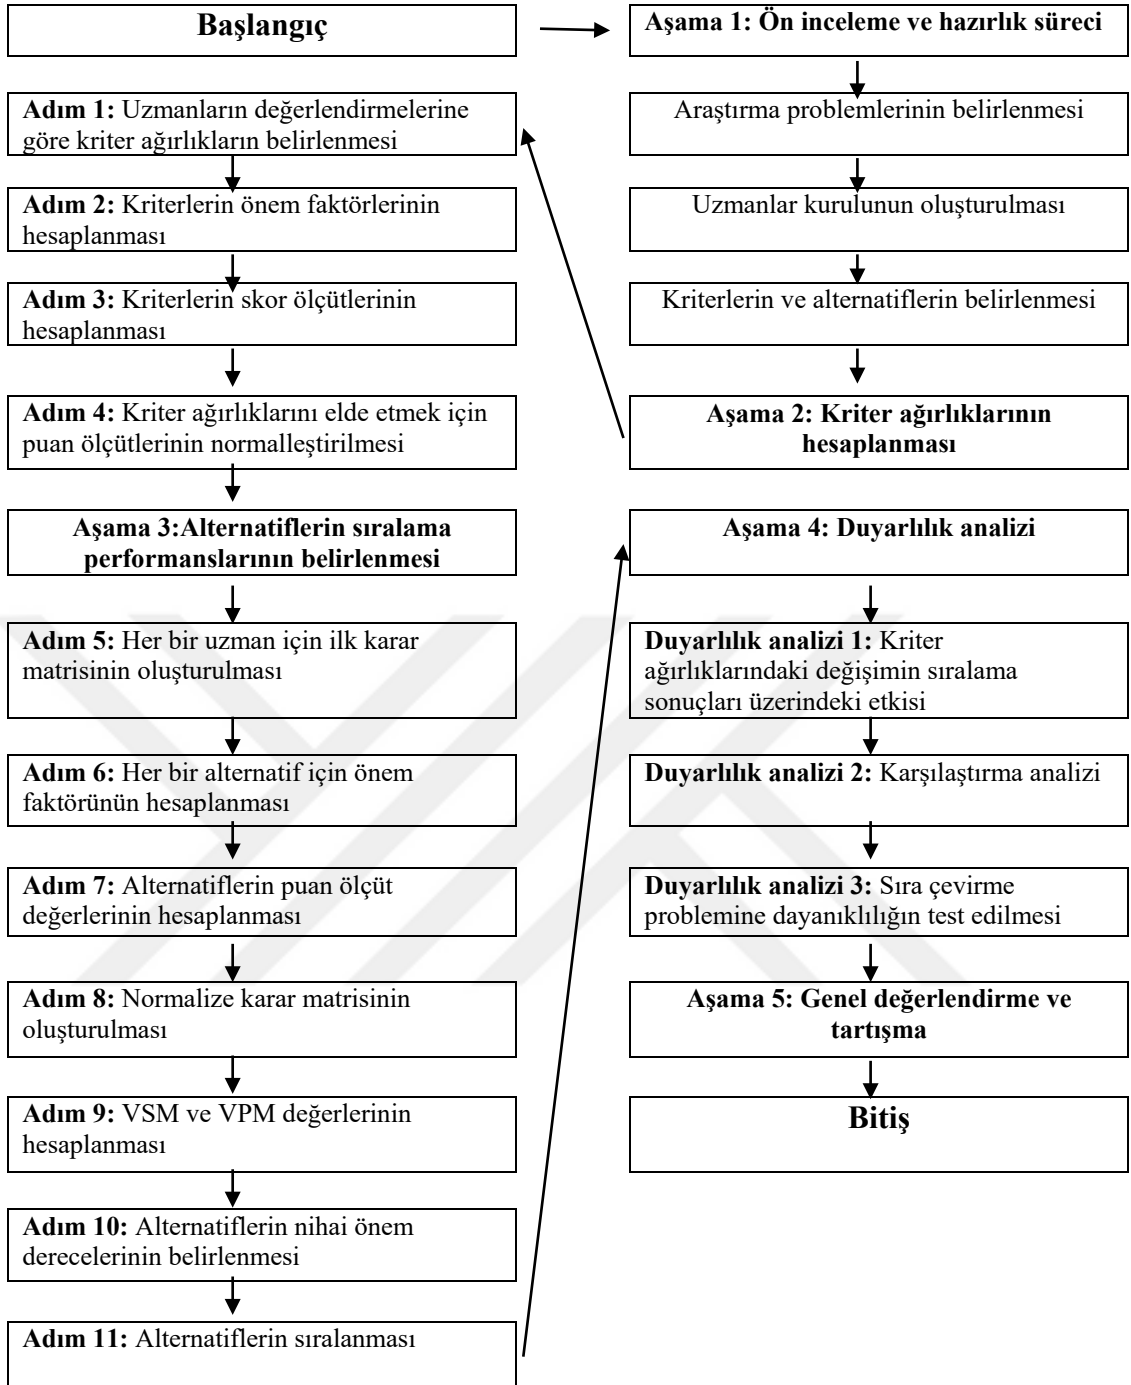 Başlangıç
Aşama 1: Ön inceleme ve hazırlık süreci
Araştırma problemlerinin belirlenmesi
Uzmanlar kurulunun oluşturulması
Kriterlerin ve alternatiflerin belirlenmesi
Aşama 2: Kriter ağırlıklarının
hesaplanması
Adım 1: Uzmanların değerlendirmelerine
göre kriter ağırlıkların belirlenmesi
Adım 2: Kriterlerin önem faktörlerinin
hesaplanması
Adım 3: Kriterlerin skor ölçütlerinin
hesaplanması
Adım 4: Kriter ağırlıklarını elde etmek için
puan ölçütlerinin normalleştirilmesi
Aşama 3:Alternatiflerin sıralama
performanslarının belirlenmesi
Adım 5: Her bir uzman için ilk karar
matrisinin oluşturulması
Adım 6: Her bir alternatif için önem
faktörünün hesaplanması
Adım 7: Alternatiflerin puan ölçüt
değerlerinin hesaplanması
Adım 8: Normalize karar matrisinin
oluşturulması
Adım 9: VSM ve VPM değerlerinin
hesaplanması
Adım 10: Alternatiflerin nihai önem
derecelerinin belirlenmesi
Adım 11: Alternatiflerin sıralanması
Aşama 4: Duyarlılık analizi
Duyarlılık analizi 1: Kriter
ağırlıklarındaki değişimin sıralama
sonuçları üzerindeki etkisi
Duyarlılık analizi 2: Karşılaştırma analizi
Duyarlılık analizi 3: Sıra çevirme
problemine dayanıklılığın test edilmesi
Aşama 5: Genel değerlendirme ve
tartışma
Bitiş